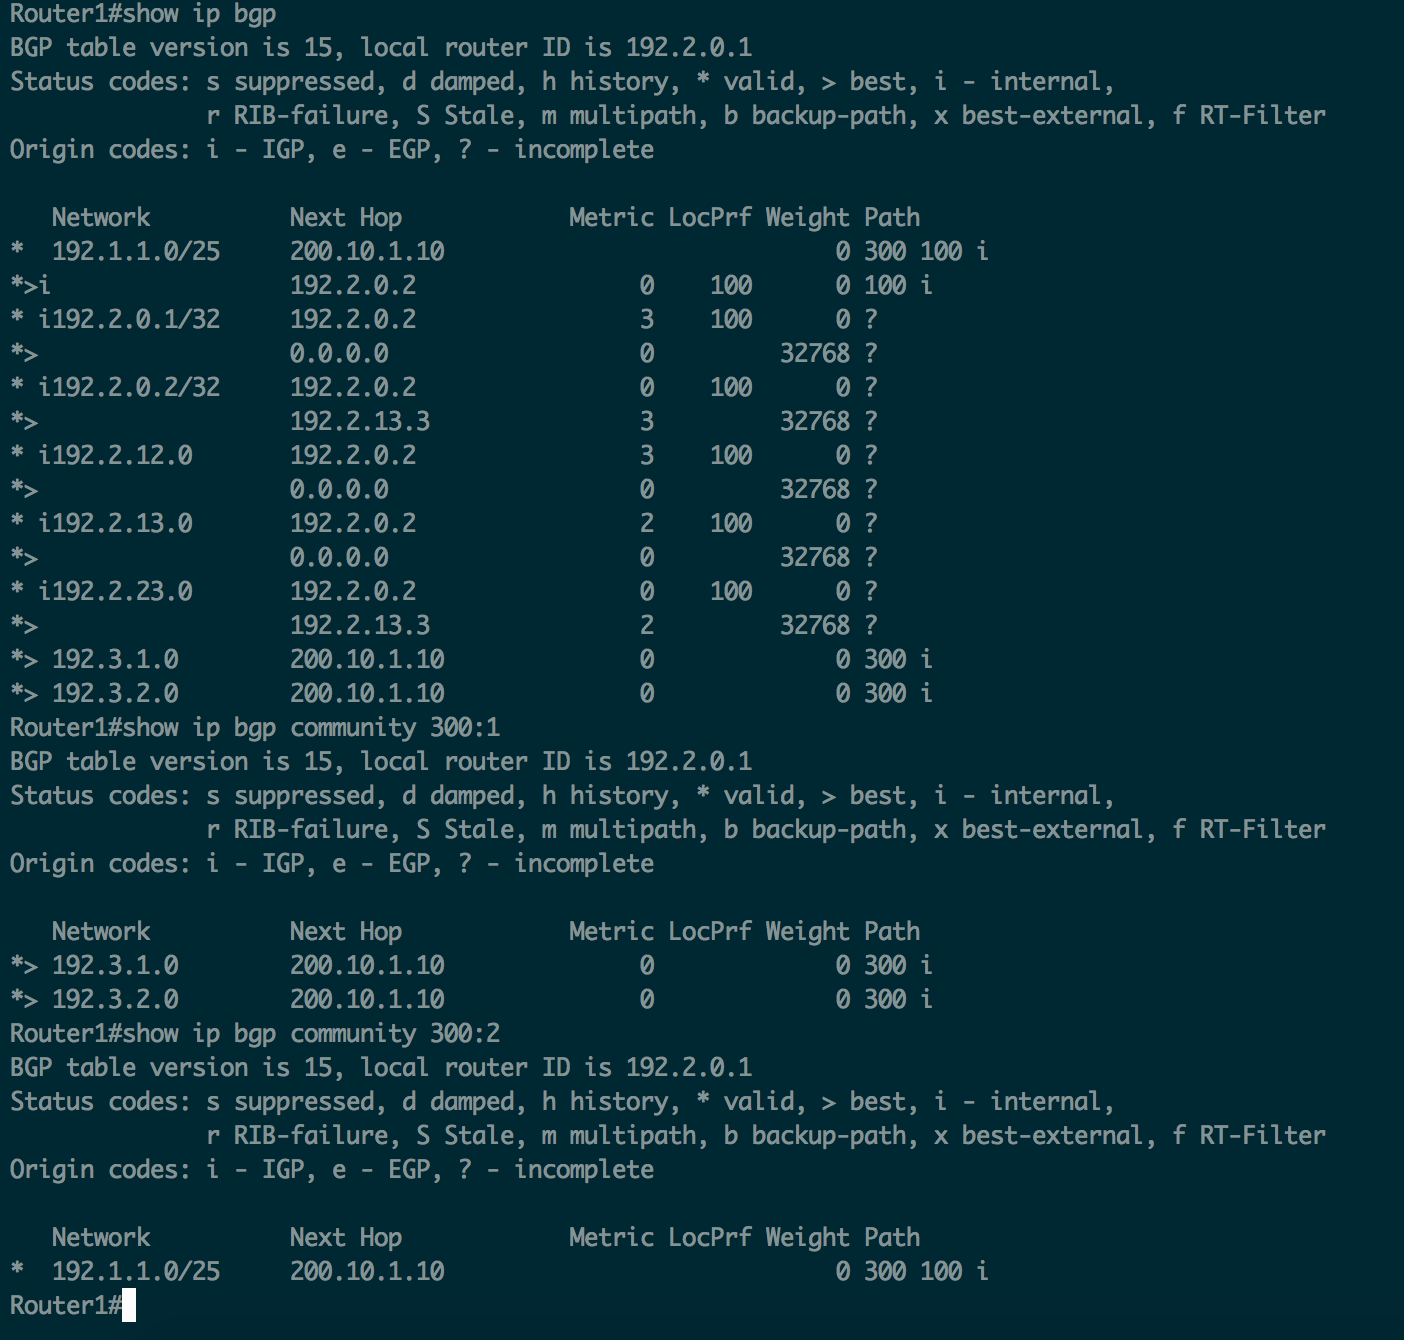 Router1#show ip bgp
BGP table version is 15, local router ID is 192.2.0.1
Status codes: s suppressed, d damped, h history, * valid, > best, i - internal,
              r RIB-failure, S Stale, m multipath, b backup-path, x best-external, f RT-Filter
Origin codes: i - IGP, e - EGP, ? - incomplete

   Network          Next Hop            Metric LocPrf Weight Path
*  192.1.1.0/25     200.10.1.10                            0 300 100 i
*>i                 192.2.0.2                0    100      0 100 i
* i192.2.0.1/32     192.2.0.2                3    100      0 ?
*>                  0.0.0.0                  0         32768 ?
* i192.2.0.2/32     192.2.0.2                0    100      0 ?
*>                  192.2.13.3               3         32768 ?
* i192.2.12.0       192.2.0.2                3    100      0 ?
*>                  0.0.0.0                  0         32768 ?
* i192.2.13.0       192.2.0.2                2    100      0 ?
*>                  0.0.0.0                  0         32768 ?
* i192.2.23.0       192.2.0.2                0    100      0 ?
*>                  192.2.13.3               2         32768 ?
*> 192.3.1.0        200.10.1.10              0             0 300 i
*> 192.3.2.0        200.10.1.10              0             0 300 i
Router1#show ip bgp community 300:1
BGP table version is 15, local router ID is 192.2.0.1
Status codes: s suppressed, d damped, h history, * valid, > best, i - internal,
              r RIB-failure, S Stale, m multipath, b backup-path, x best-external, f RT-Filter
Origin codes: i - IGP, e - EGP, ? - incomplete

   Network          Next Hop            Metric LocPrf Weight Path
*> 192.3.1.0        200.10.1.10              0             0 300 i
*> 192.3.2.0        200.10.1.10              0             0 300 i
Router1#show ip bgp community 300:2
BGP table version is 15, local router ID is 192.2.0.1
Status codes: s suppressed, d damped, h history, * valid, > best, i - internal,
              r RIB-failure, S Stale, m multipath, b backup-path, x best-external, f RT-Filter
Origin codes: i - IGP, e - EGP, ? - incomplete

   Network          Next Hop            Metric LocPrf Weight Path
*  192.1.1.0/25     200.10.1.10                            0 300 100 i
Router1#